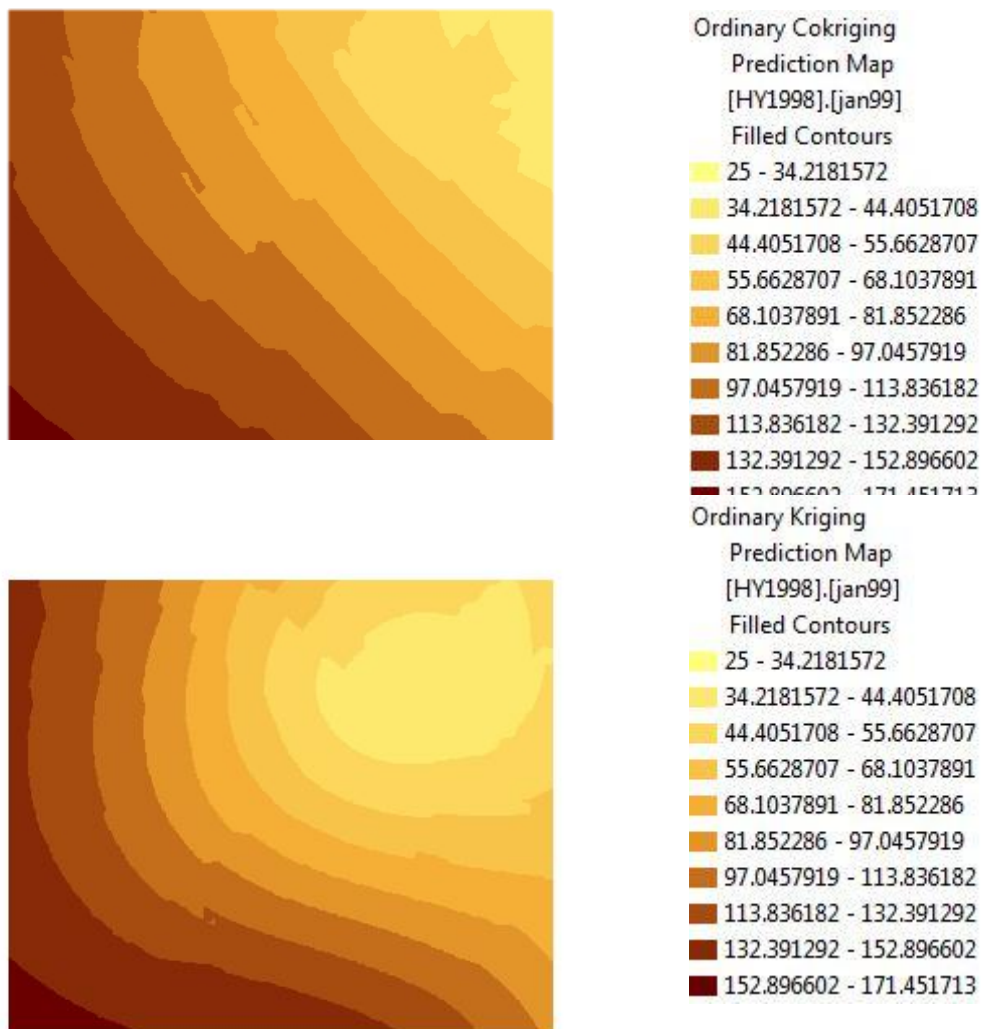 Ordinary Cokriging
Prediction Map
[HY1998].[jan99]
Filled Contours
25 - 34.2181572
34.2181572 - 44.4051708
44.4051708 - 55.6628707
55.6628707 - 68.1037891
68.1037891 - 81.852286
81.852286 - 97.0457919
97.0457919 - 113.836182
113.836182 - 132.391292
132.391292 - 152.896602
152.896602 - 171.451713
Ordinary Kriging
Prediction Map
[HY1998].[jan99]
Filled Contours
25 - 34.2181572
34.2181572 - 44.4051708
44.4051708 - 55.6628707
55.6628707 - 68.1037891
68.1037891 - 81.852286
81.852286 - 97.0457919
97.0457919 - 113.836182
113.836182 - 132.391292
132.391292 - 152.896602
152.896602 - 171.451713